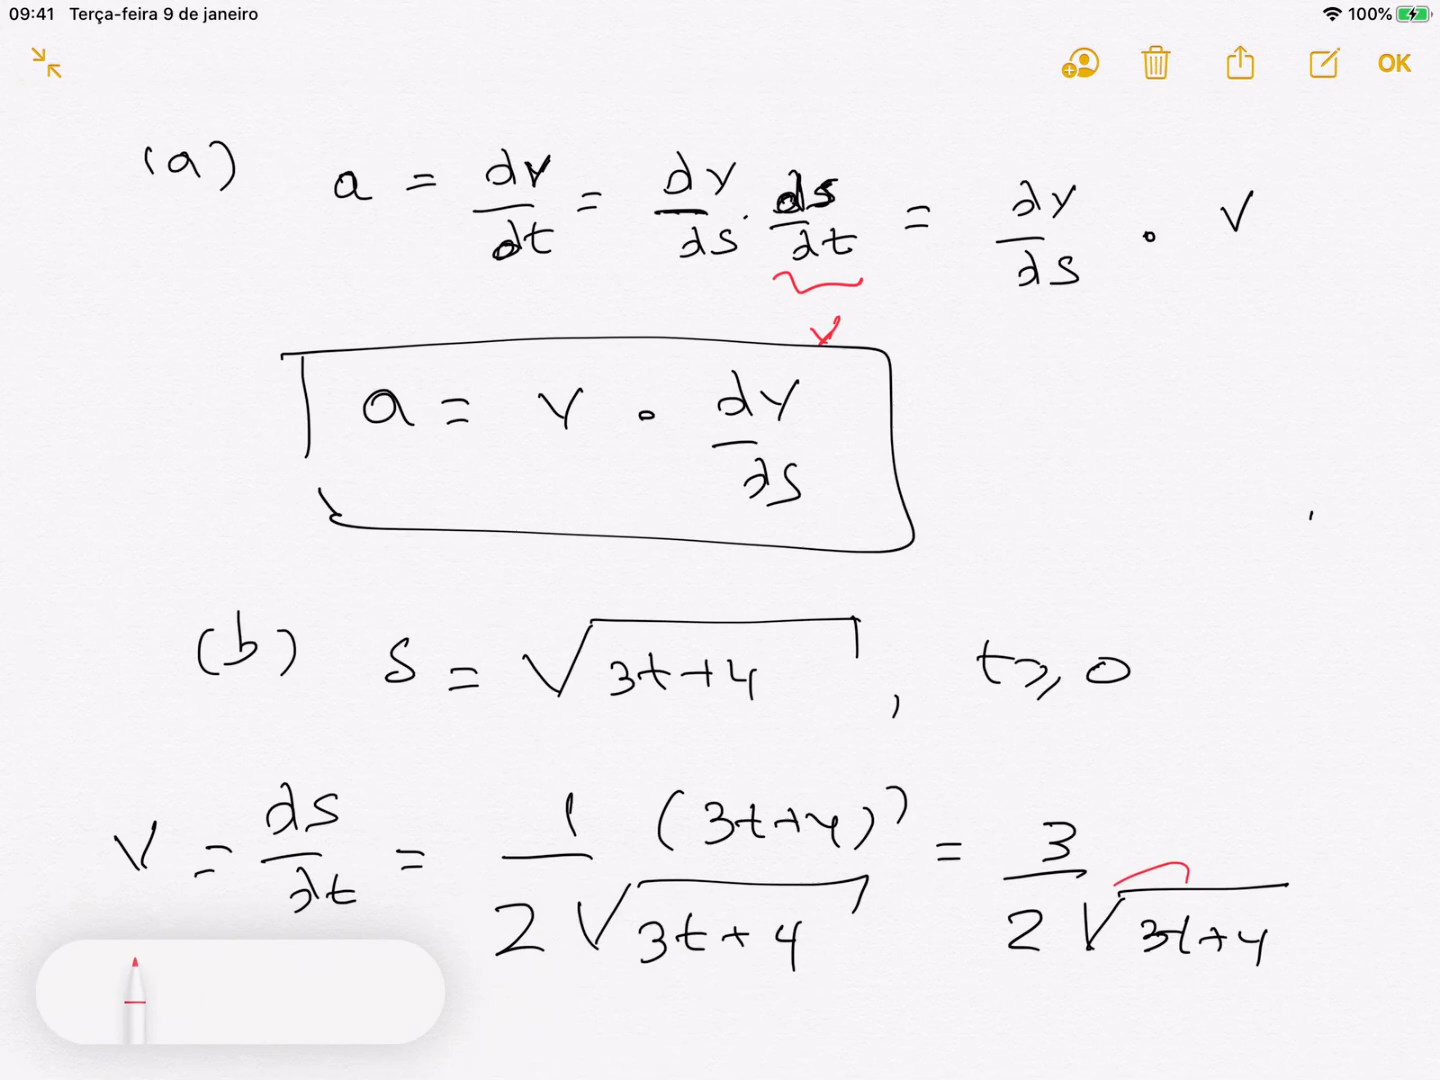 09:41 Terça-feira 9 de janeiro 100%
OK
(a) a = dv/dt = dv/ds · ds/dt = dv/ds · v
v
a = v · dv/ds
(b) s = √(3t+4) , t ≥ 0
v = ds/dt = 1/(2√(3t+4)) (3t+4)' = 3/(2√(3t+4))